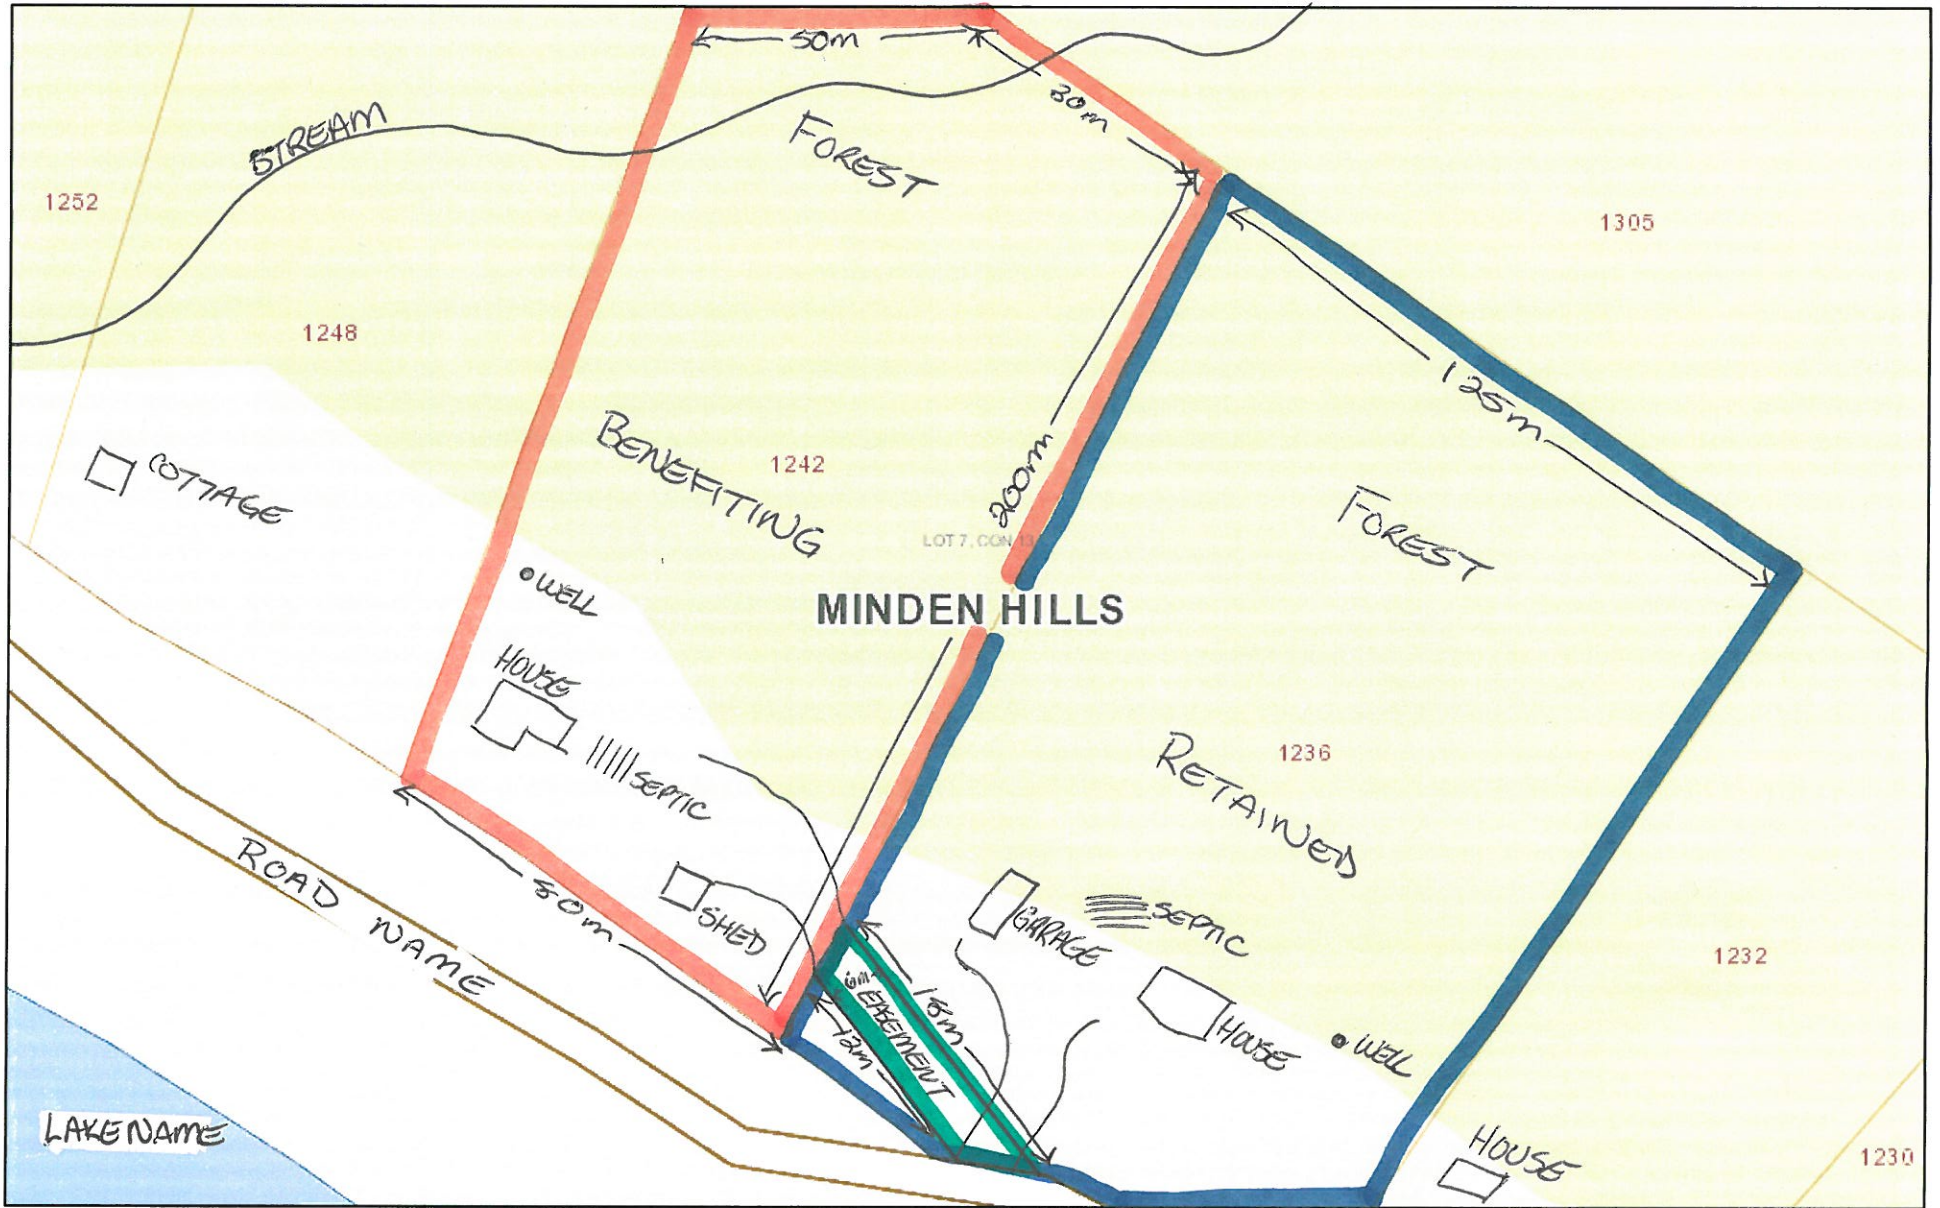 50m
30m
STREAM
FOREST
1252
1305
1248
125m
BENEFITING
1242
200m
LOT 7, CON 13
COTTAGE
FOREST
WELL
MINDEN HILLS
HOUSE
1236
RETAINED
SEPTIC
ROAD NAME
80m
SHED
GARAGE
SEPTIC
1232
6m
EASEMENT
18m
12m
HOUSE
WELL
LAKE NAME
HOUSE
1230